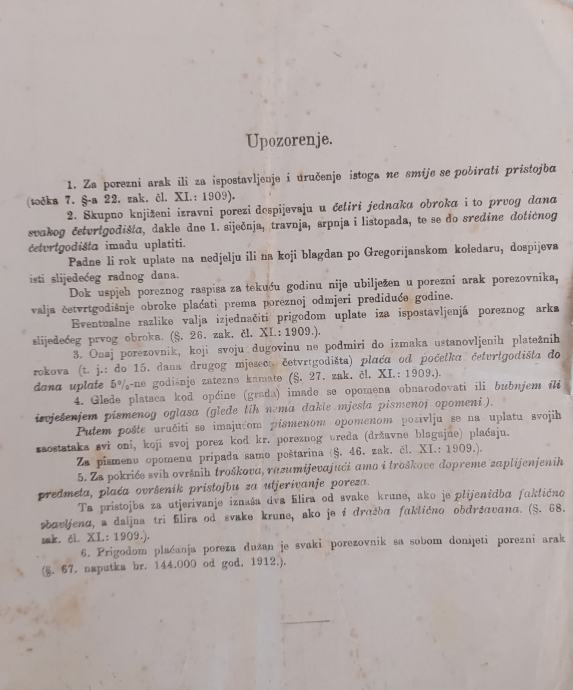 Upozorenje.
1. Za porezni arak ili za ispostavljenje i uručenje istoga ne smije se pobirati pristojba
(točka 7. §-a 22. zak. čl. XI.: 1909).
2. Skupno knjiženi izravni porezi dospijevaju u četiri jednaka obroka i to prvog dana
svakog četvrtgodišta, dakle dne 1. siječnja, travnja, srpnja i listopada, te se do sredine dotičnog
četvrtgodišta imadu uplatiti.
Padne li rok uplate na nedjelju ili na koji blagdan po Gregorijanskom koledaru, dospijeva
isti slijedećeg radnog dana.
Dok uspjeh poreznog raspisa za tekuću godinu nije ubilježen u porezni arak porezovnika,
valja četvrtgodišnje obroke plaćati prema poreznoj odmjeri prediduće godine.
Eventualne razlike valja izjednačiti prigodom uplate iza ispostavljenja poreznog arka
slijedećeg prvog obroka. (§. 26. zak. čl. XI.: 1909.).
3. Onaj porezovnik, koji svoju dugovinu ne podmiri do izmaka ustanovljenih platežnih
rokova (t. j.: do 15. dana drugog mjeseca četvrtgodišta) plaća od početka četvrtgodišta do
dana uplate 5%-ne godišnje zatezne kamate (§. 27. zak. čl. XI.: 1909.).
4. Glede plataca kod općine (grada) imade se opomena obnarodovati ili bubnjem ili
izvješenjem pismenog oglasa (glede tih nema dakle mjesta pismenoj opomeni).
Putem pošte uručiti se imajućom pismenom opomenom pozivlju se na uplatu svojih
zaostataka svi oni, koji svoj porez kod kr. poreznog ureda (državne blagajne) plaćaju.
Za pismenu opomenu pripada samo poštarina (§. 46. zak. čl. XI.: 1909.).
5. Za pokriće svih ovršnih troškova, razumijevajući amo i troškove dopreme zaplijenjenih
predmeta, plaća ovršenik pristojbu za utjerivanje poreza.
Ta pristojba za utjerivanje iznaša dva filira od svake krune, ako je plijenidba faktično
obavljena, a daljna tri filira od svake krune, ako je i dražba faktično obdržavana. (§. 68.
zak. čl. XI.: 1909.).
6. Prigodom plaćanja poreza dužan je svaki porezovnik sa sobom donijeti porezni arak
(§. 67. naputka br. 144.000 od god. 1912.).